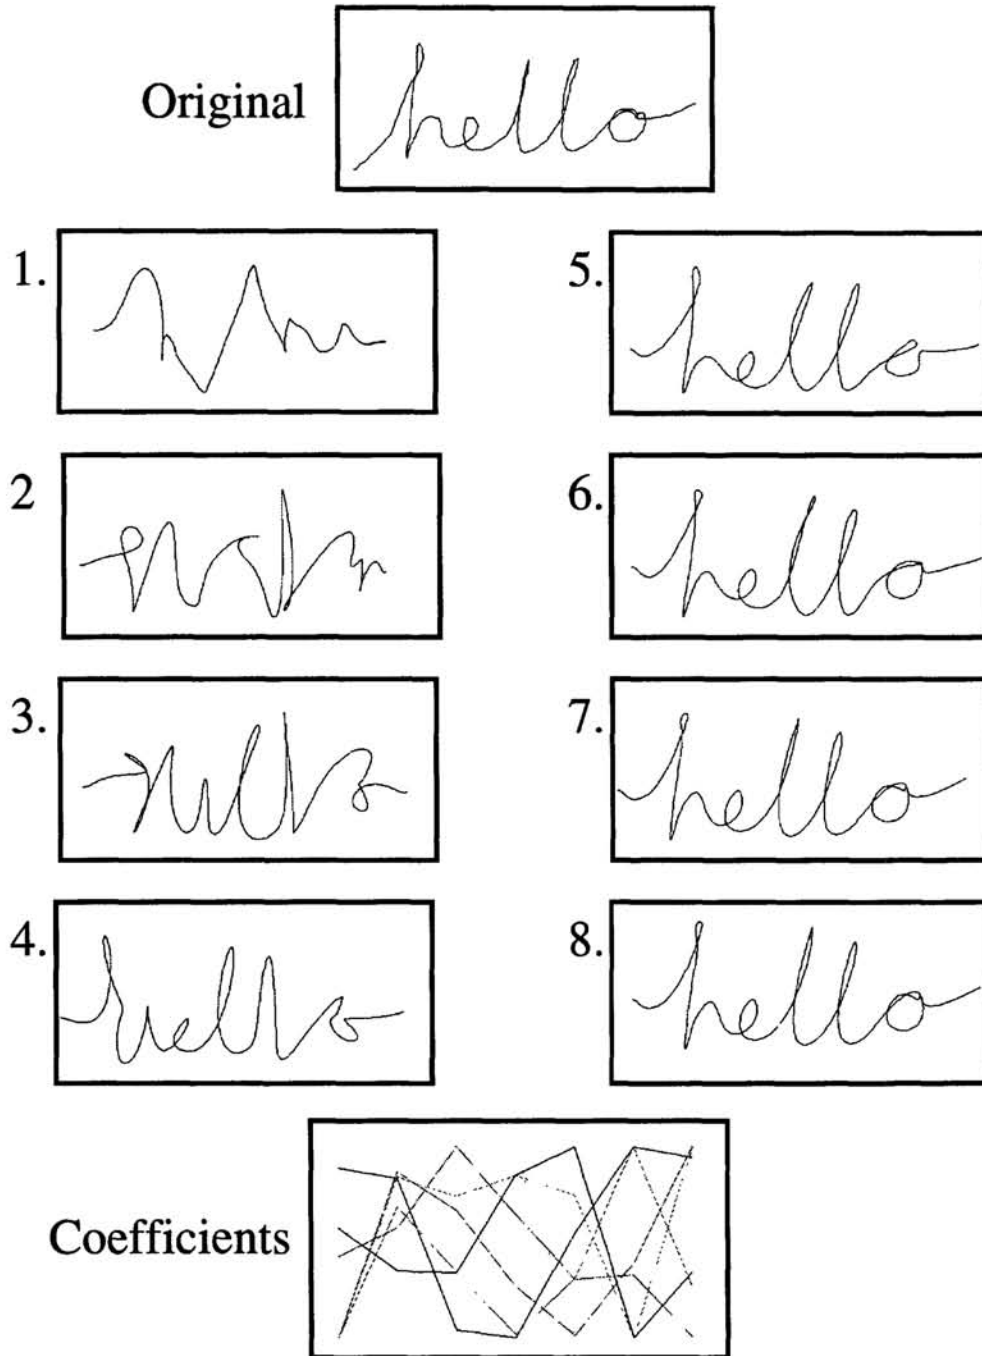 Original hello
1.
5. hello
2
6. hello
3.
7. hello
4.
8. hello
Coefficients